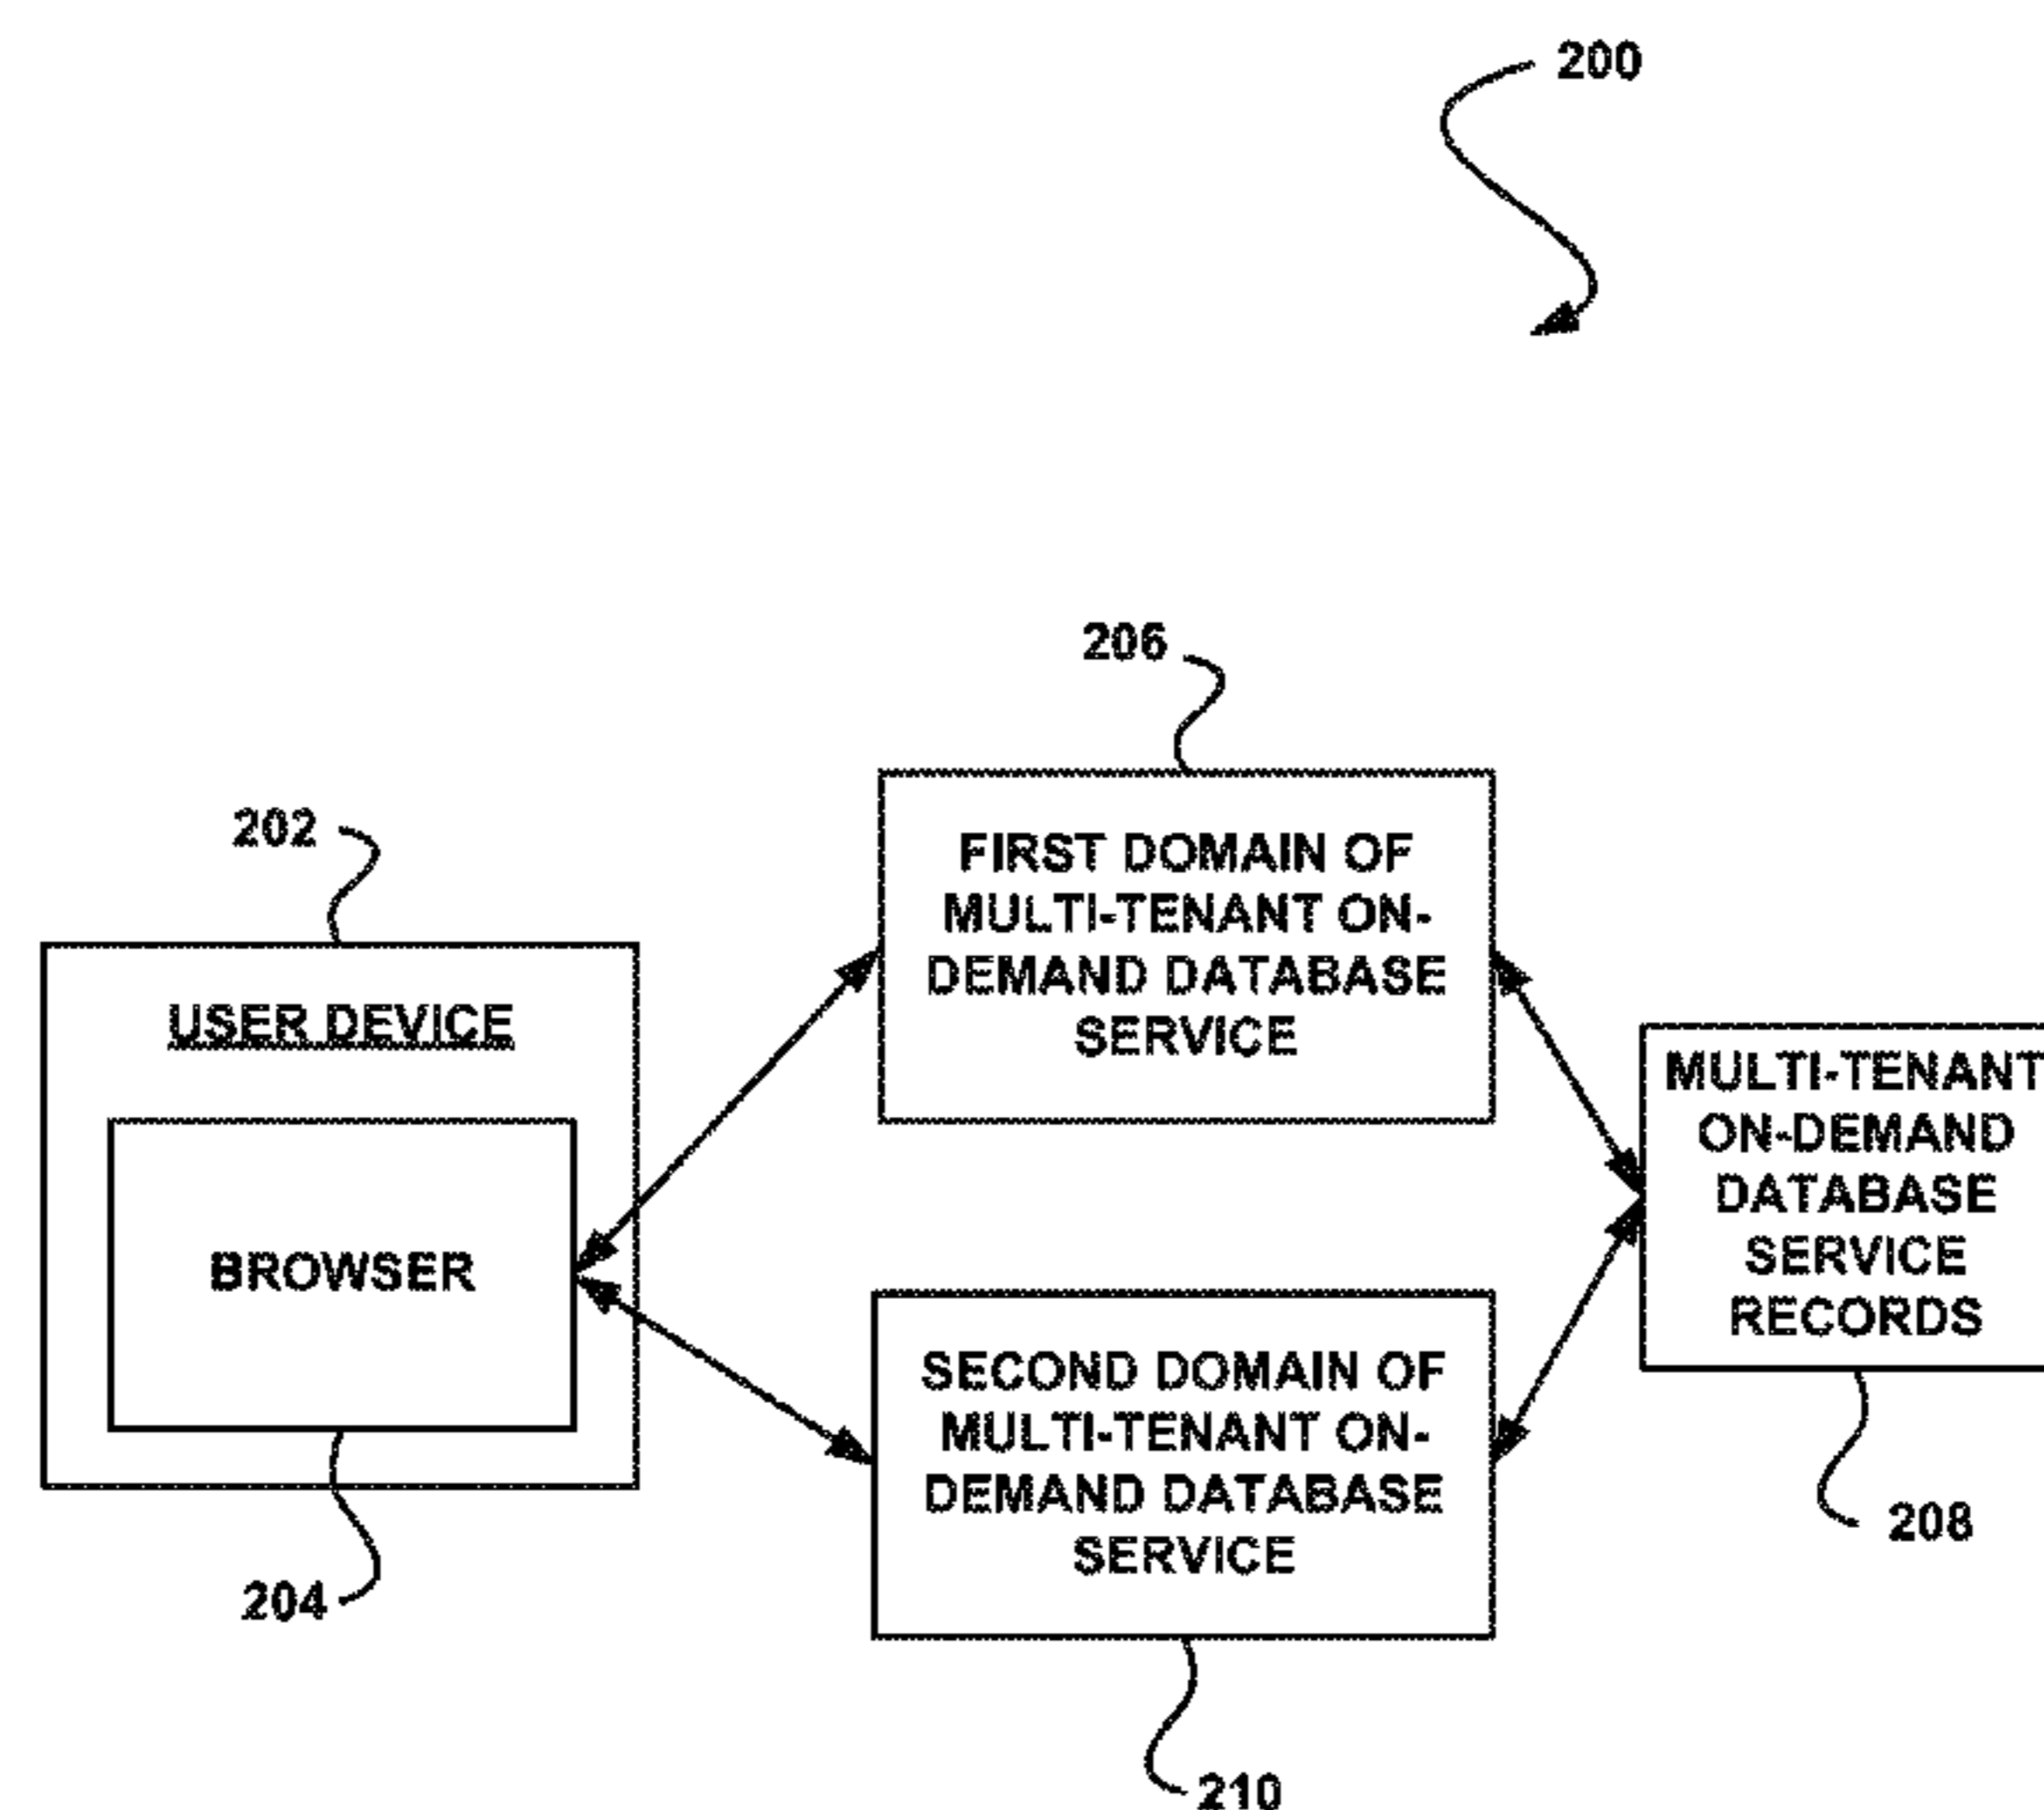 200
206
202
FIRST DOMAIN OF
MULTI-TENANT ON-
DEMAND DATABASE
SERVICE
USER DEVICE
MULTI-TENANT
ON-DEMAND
DATABASE
SERVICE
RECORDS
BROWSER
SECOND DOMAIN OF
MULTI-TENANT ON-
DEMAND DATABASE
SERVICE
208
204
210